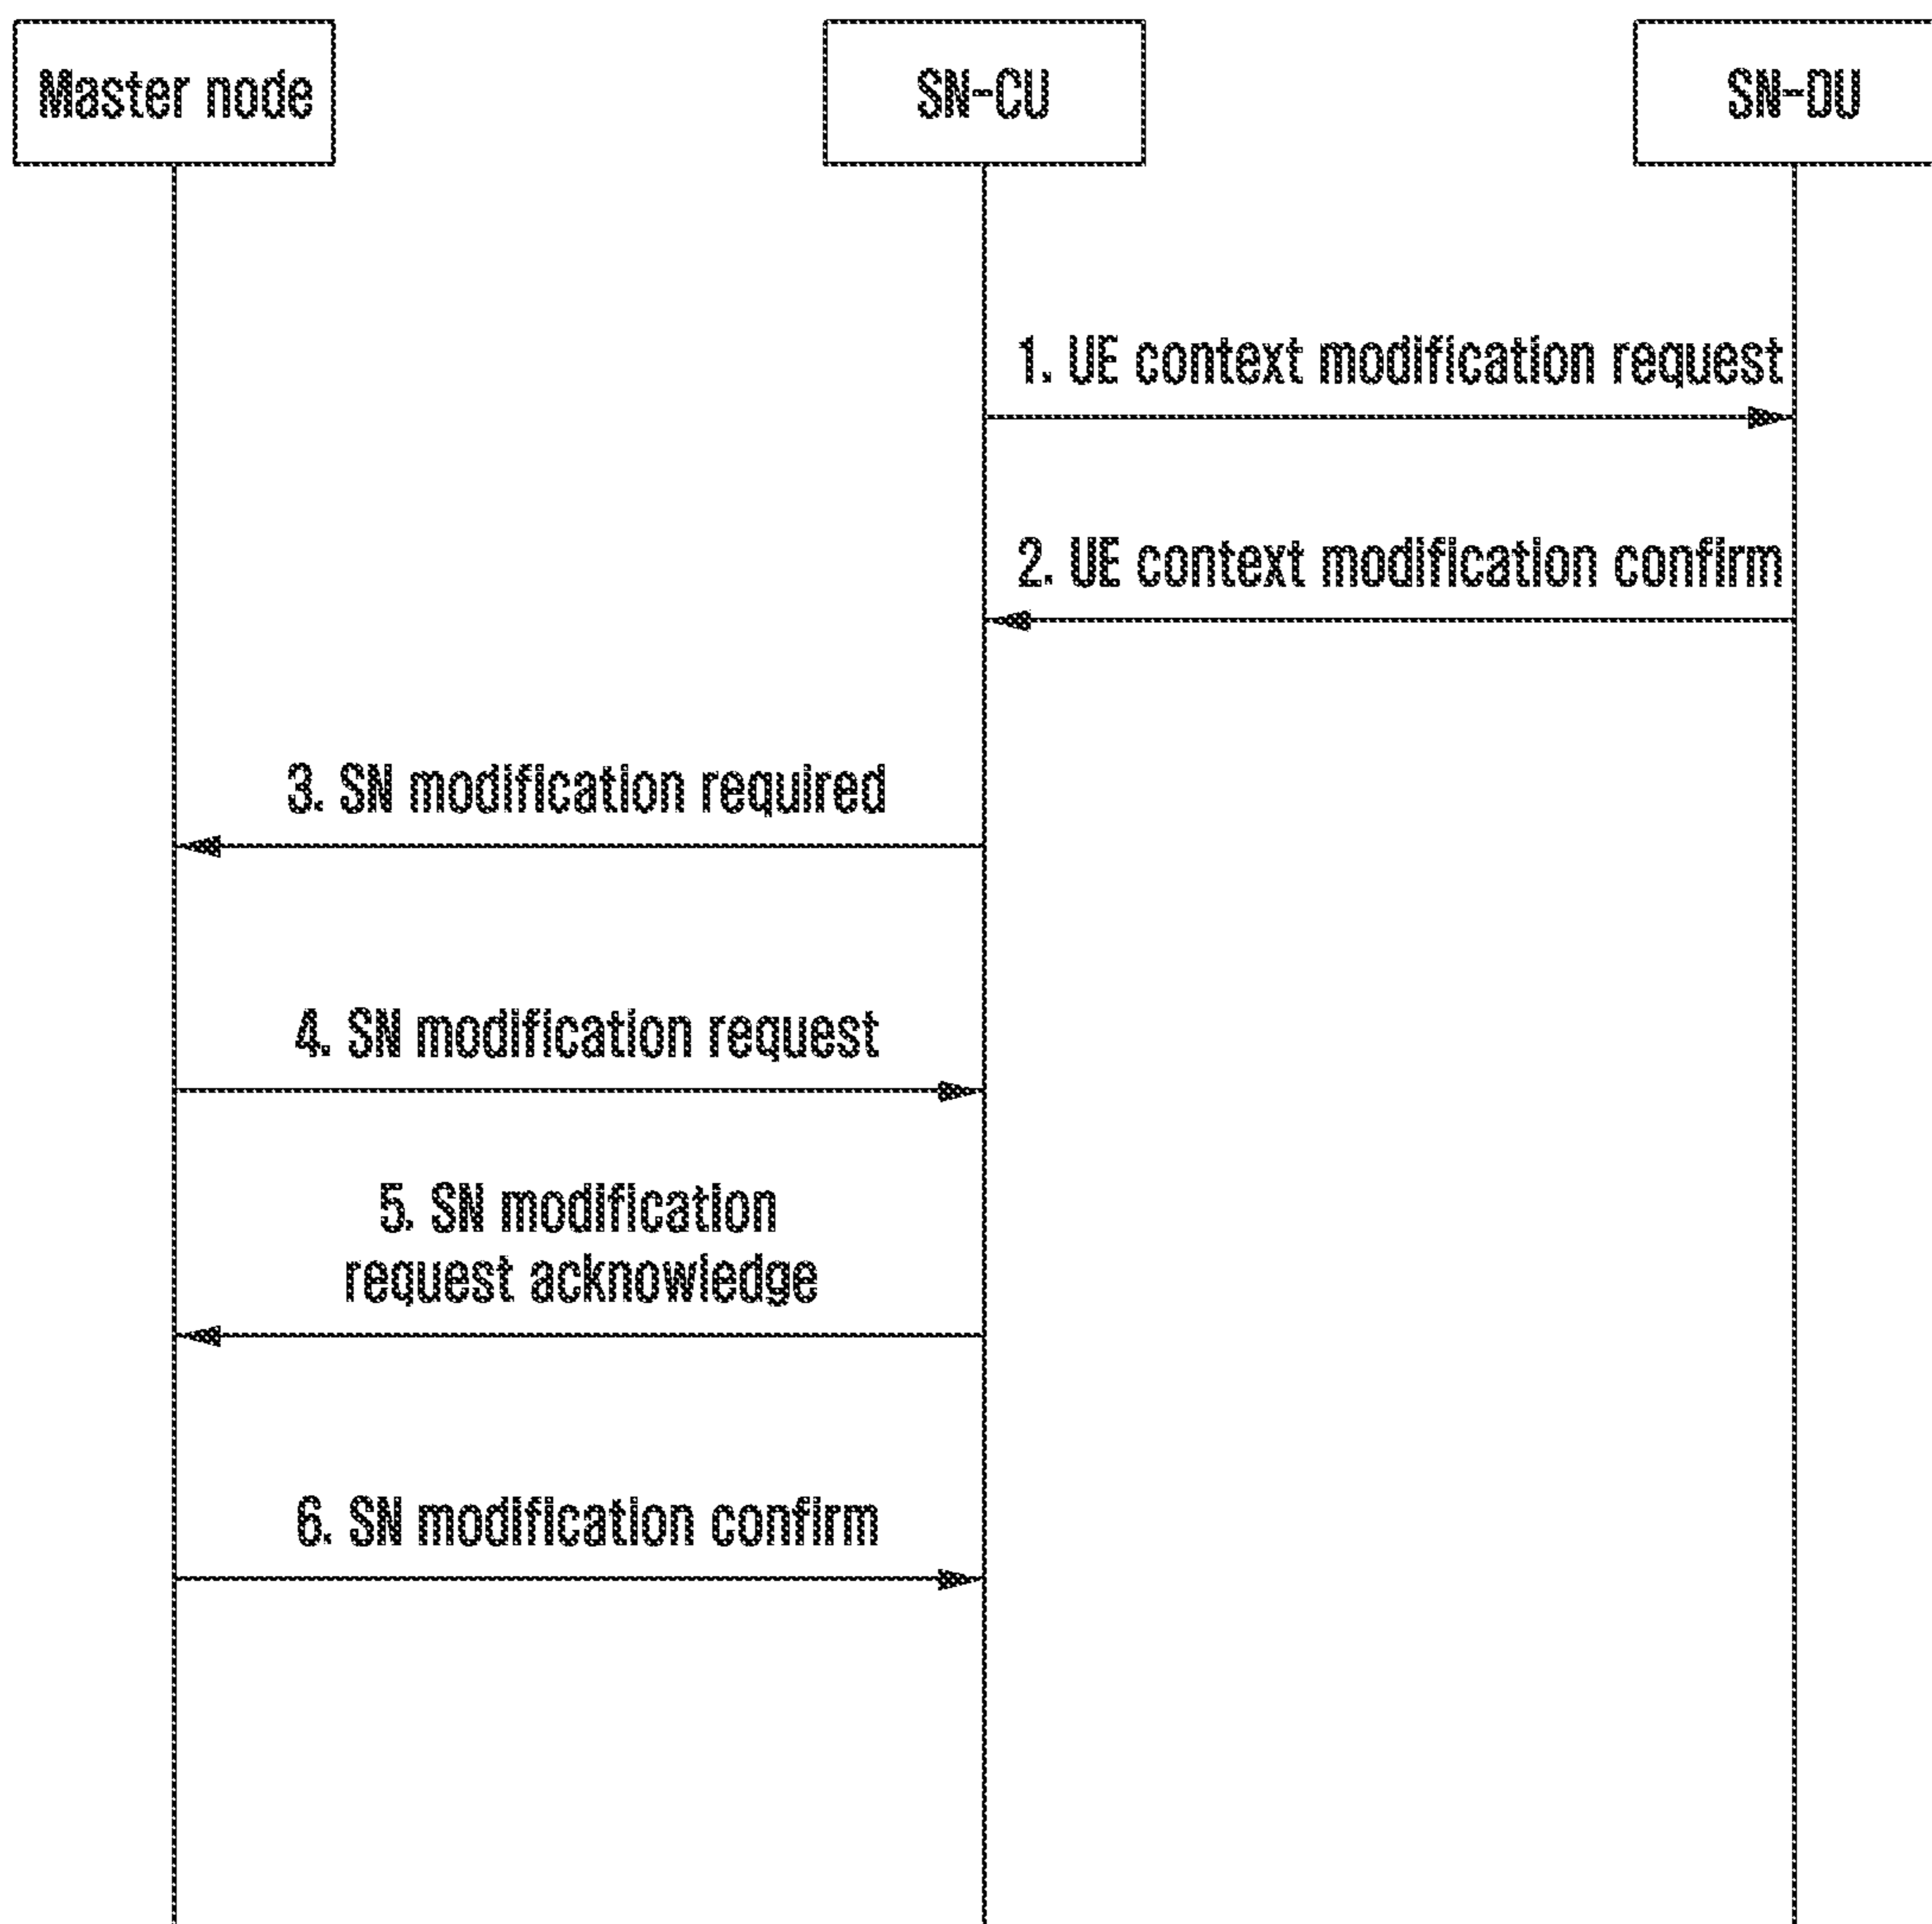 Master node
SN-CU
SN-DU
1. UE context modification request
2. UE context modification confirm
3. SN modification required
4. SN modification request
5. SN modification
request acknowledge
6. SN modification confirm